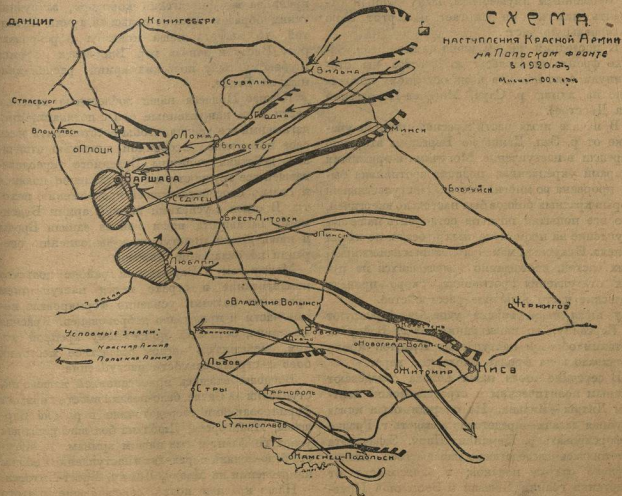 СХЕМА
НАСТУПЛЕНИЯ КРАСНОЙ АРМИИ
НА ПОЛЬСКОМ ФРОНТЕ
В 1920 году
ДАНЦИГ
КЕНИГСБЕРГ
ВИЛЬНА
СУВАЛКИ
СТРАСБУРГ
ГРОДНО
ВЛОЦЛАВСК
ЛОМЖА
МИНСК
ПЛОЦК
БЕЛОСТОК
ВАРШАВА
СЕДЛЕЦ
БОБРУЙСК
БРЕСТ-ЛИТОВСК
ПИНСК
ЛЮБЛИН
ВЛАДИМИР ВОЛЫНСК
ЧЕРНИГОВ
Условные знаки:
Красная Армия
Польская Армия
РОВНО
НОВОГРАД-ВОЛЫНСК
ЛЬВОВ
ЖИТОМИР
КИЕВ
СТРЫ
ТАРНОПОЛЬ
СТАНИСЛАВОВ
КАМЕНЕЦ-ПОДОЛЬСК